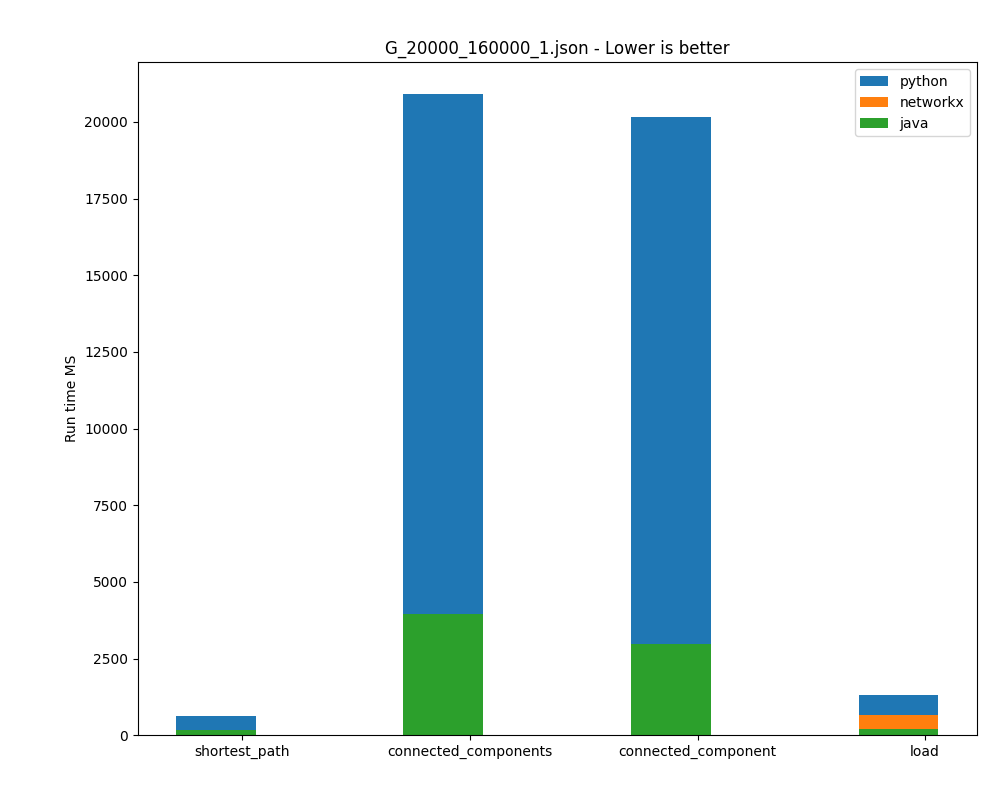 G_20000_160000_1.json - Lower is better
python
networkx
java
Run time MS
20000
17500
15000
12500
10000
7500
5000
2500
0
shortest_path
connected_components
connected_component
load